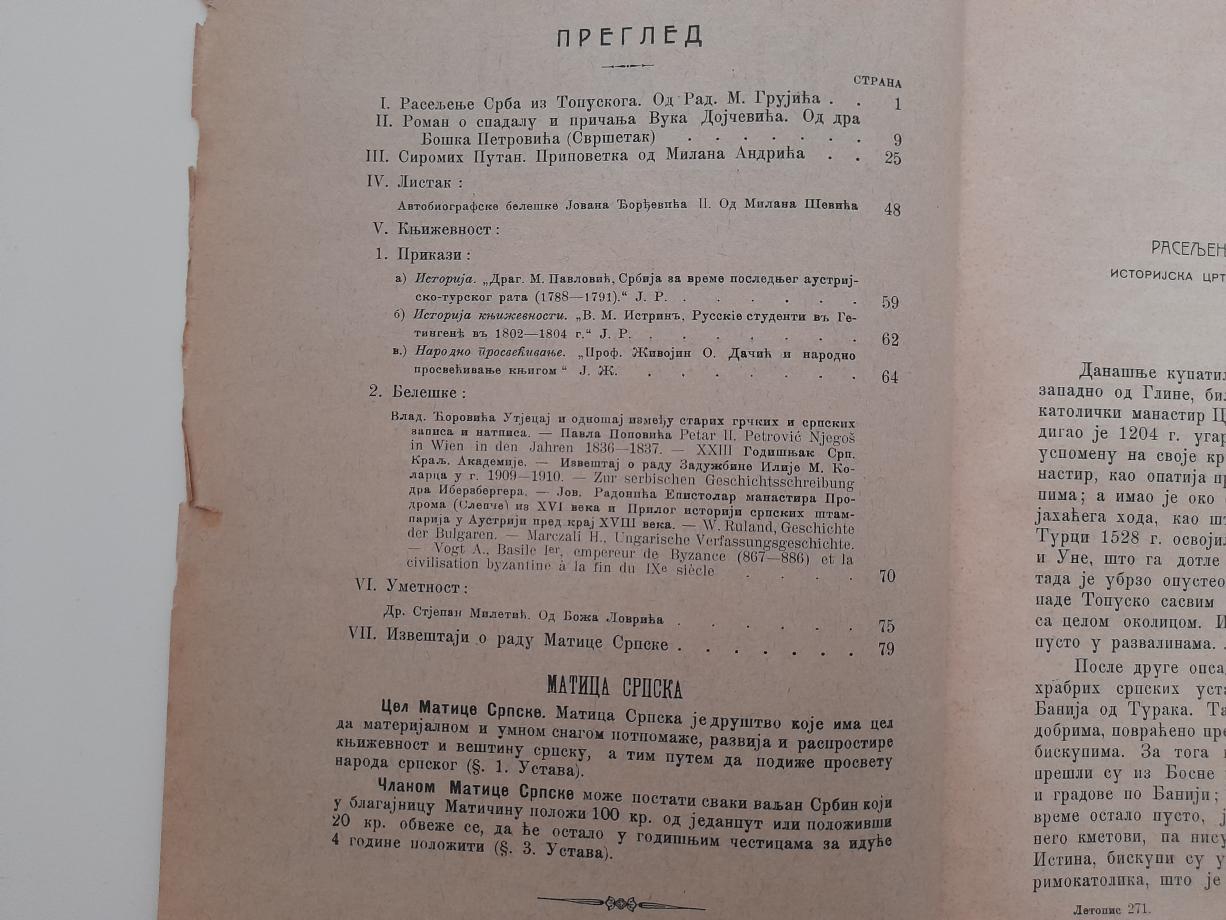 ПРЕГЛЕД
СТРАНА
I. Расељење Срба из Топускога. Од Рад. М. Грујића . . 1
II. Роман о спадалу и причања Вука Дојчевића. Од дра
Бошка Петровића (Свршетак) . . . . . . . 9
III. Сиромих Путан. Приповетка од Милана Андрића . . 25
IV. Листак :
Автобиографске белешке Јована Ђорђевића II. Од Милана Шевића 48
V. Књижевност :
1. Прикази :
а) Историја. „Драг. М. Павловић, Србија за време последњег аустриј-
ско-турског рата (1788—1791).“ Ј. Р. . . . . . . 59
б) Историја књижевности. „В. М. Истринъ, Русскіе студенти въ Ге-
тингенѣ въ 1802—1804 г.“ Ј. Р. . . . . . . . 62
в.) Народно просвећивање. „Проф. Живојин О. Дачић и народно
просвећивање књигом “ Ј. Ж. . . . . . . . 64
2. Белешке :
Влад. Ћоровића Утјецај и одношај између старих грчких и српских
записа и натписа. — Павла Поповића Petar II. Petrović Njegoš
in Wien in den Jahren 1836—1837. — XXIII Годишњак Срп.
Краљ. Академије. — Извештај о раду Задужбине Илије М. Ко-
ларца у г. 1909—1910. — Zur serbischen Geschichtsschreibung
дра Иберзбергера. — Јов. Радонића Епистолар манастира Про-
дрома (Слепче) из XVI века и Прилог историји српских штам-
парија у Аустрији пред крај XVIII века. — W. Ruland, Geschichte
der Bulgaren. — Marczali H., Ungarische Verfassungsgeschichte.
— Vogt A., Basile Ier, empereur de Byzance (867—886) et la
civilisation byzantine à la fin du IXe siècle . . . . . 70
VI. Уметност :
Др. Стјепан Милетић. Од Божа Ловрића . . . . . . 75
VII. Извештаји о раду Матице Српске . . . . . . . 79
МАТИЦА СРПСКА
Цел Матице Српске. Матица Српска је друштво које има цел
да материјалном и умном снагом потпомаже, развија и распростире
књижевност и вештину српску, а тим путем да подиже просвету
народа српског (§. 1. Устава).
Чланом Матице Српске може постати сваки ваљан Србин који
у благајницу Матичину положи 100 кр. од једанпут или положивши
20 кр. обвеже се, да ће остало у годишњим честицама за идуће
4 године положити (§. 3. Устава).
РАСЕЉЕН
ИСТОРИЈСКА ЦРТ
Данашње купатил
западно од Глине, бил
католички манастир Ц
дигао је 1204 г. угар
успомену на своје кр
настир, као опатија пр
пима; а имао је око
јахаћега хода, као шт
Турци 1528 г. освојил
и Уне, што га дотле
тада је убрзо опустео
паде Топуско сасвим
са целом околицом. И
пусто у развалинама.
После друге опса
храбрих српских уста
Банија од Турака. Та
добрима, повраћено пре
бискупима. За тога
прешли су из Босне
и градове по Банији;
време остало пусто, ј
него кметови, па нису
Истина, бискупи су у
римокатолика, што је
Летопис 271.